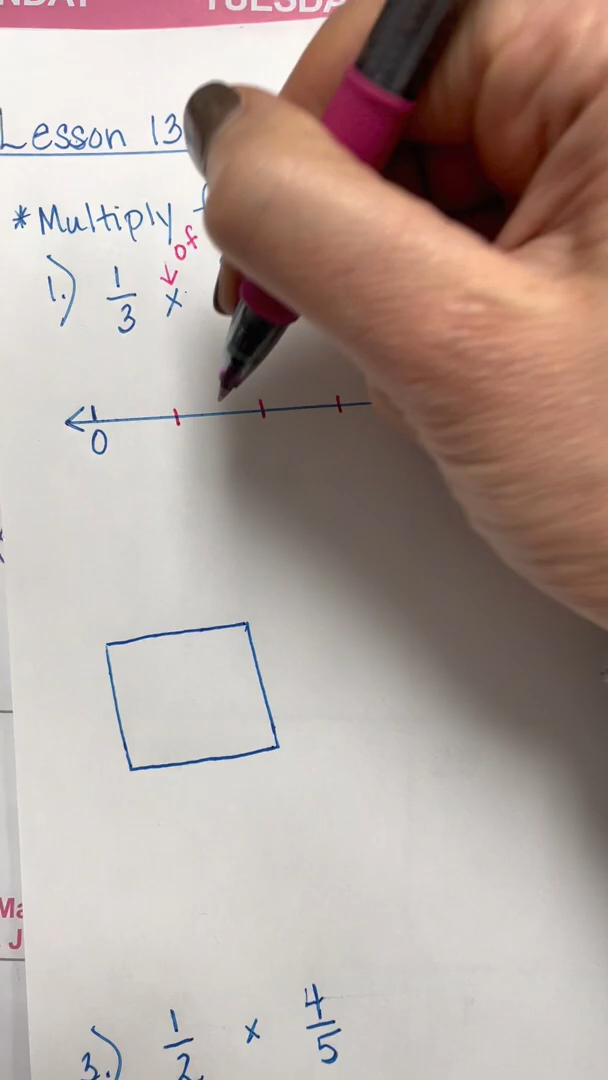 Lesson 13
*Multiply
of
1.) 1/3 x
0
3.) 1/2 x 4/5